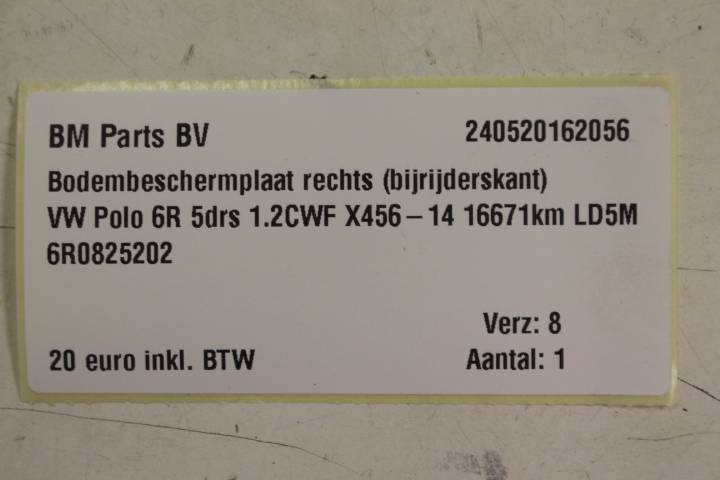 BM Parts BV 240520162056
Bodembeschermplaat rechts (bijrijderskant)
VW Polo 6R 5drs 1.2CWF X456-14 16671km LD5M
6R0825202
Verz: 8
20 euro inkl. BTW Aantal: 1